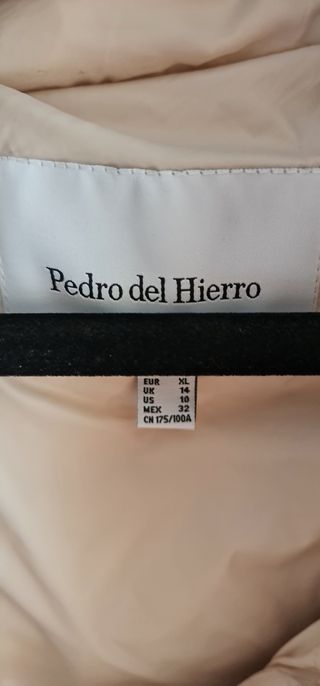 Pedro del Hierro
EUR XL
UK 14
US 10
MEX 32
CN 175/100A